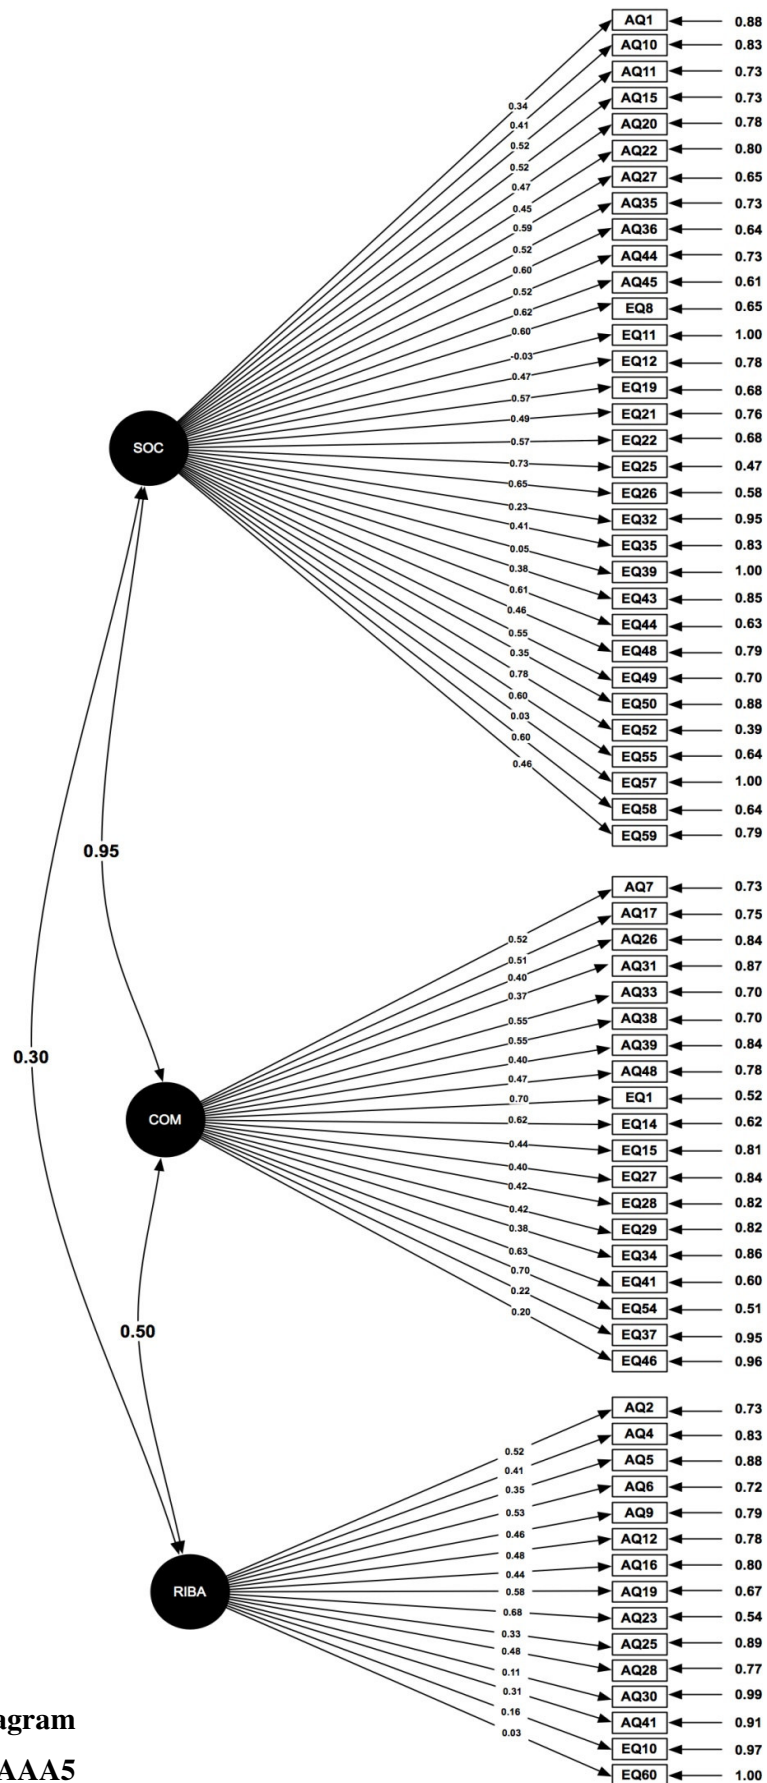 AQ1 0.88
AQ10 0.83
AQ11 0.73
AQ15 0.73
AQ20 0.78
AQ22 0.80
AQ27 0.65
AQ35 0.73
AQ36 0.64
AQ44 0.73
AQ45 0.61
EQ8 0.65
EQ11 1.00
EQ12 0.78
EQ19 0.68
EQ21 0.76
EQ22 0.68
EQ25 0.47
EQ26 0.58
EQ32 0.95
EQ35 0.83
EQ39 1.00
EQ43 0.85
EQ44 0.63
EQ48 0.79
EQ49 0.70
EQ50 0.88
EQ52 0.39
EQ55 0.64
EQ57 1.00
EQ58 0.64
EQ59 0.79
0.34
0.41
0.52
0.52
0.47
0.45
0.59
0.52
0.60
0.52
0.62
0.60
-0.03
0.47
0.57
0.49
0.57
0.73
0.65
0.23
0.41
0.05
0.38
0.61
0.46
0.55
0.35
0.78
0.60
0.03
0.60
0.46
SOC
0.95
0.30
AQ7 0.73
AQ17 0.75
AQ26 0.84
AQ31 0.87
AQ33 0.70
AQ38 0.70
AQ39 0.84
AQ48 0.78
EQ1 0.52
EQ14 0.62
EQ15 0.81
EQ27 0.84
EQ28 0.82
EQ29 0.82
EQ34 0.86
EQ41 0.60
EQ54 0.51
EQ37 0.95
EQ46 0.96
0.52
0.51
0.40
0.37
0.55
0.55
0.40
0.47
0.70
0.62
0.44
0.40
0.42
0.42
0.38
0.63
0.70
0.22
0.20
COM
0.50
AQ2 0.73
AQ4 0.83
AQ5 0.88
AQ6 0.72
AQ9 0.79
AQ12 0.78
AQ16 0.80
AQ19 0.67
AQ23 0.54
AQ25 0.89
AQ28 0.77
AQ30 0.99
AQ41 0.91
EQ10 0.97
EQ60 1.00
0.52
0.41
0.35
0.53
0.46
0.48
0.44
0.58
0.68
0.33
0.48
0.11
0.31
0.16
0.03
RIBA
agram
AAA5